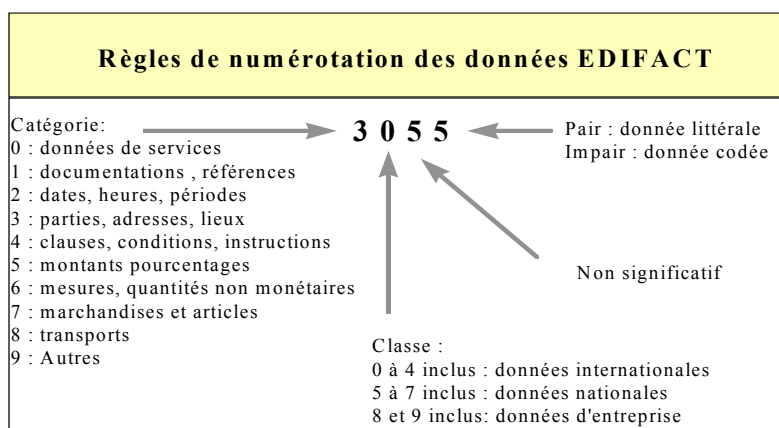 Règles de numérotation des données EDIFACT
Catégorie:
0 : données de services
1 : documentations , références
2 : dates, heures, périodes
3 : parties, adresses, lieux
4 : clauses, conditions, instructions
5 : montants pourcentages
6 : mesures, quantités non monétaires
7 : marchandises et articles
8 : transports
9 : Autres
3 0 5 5
Pair : donnée littérale
Impair : donnée codée
Non significatif
Classe :
0 à 4 inclus : données internationales
5 à 7 inclus : données nationales
8 et 9 inclus: données d'entreprise